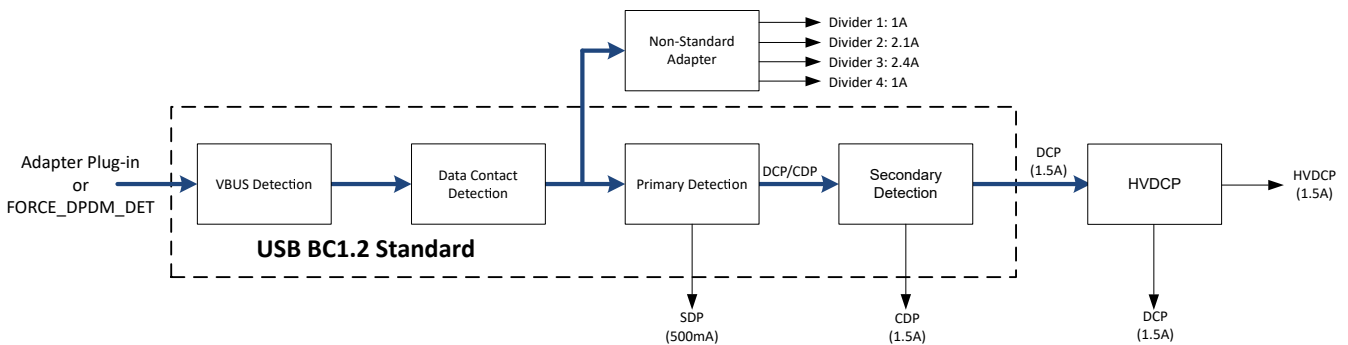 Non-Standard
Adapter
Divider 1: 1A
Divider 2: 2.1A
Divider 3: 2.4A
Divider 4: 1A
Adapter Plug-in
or
FORCE_DPDM_DET
VBUS Detection
Data Contact
Detection
Primary Detection
DCP/CDP
Secondary
Detection
DCP
(1.5A)
HVDCP
HVDCP
(1.5A)
USB BC1.2 Standard
SDP
(500mA)
CDP
(1.5A)
DCP
(1.5A)